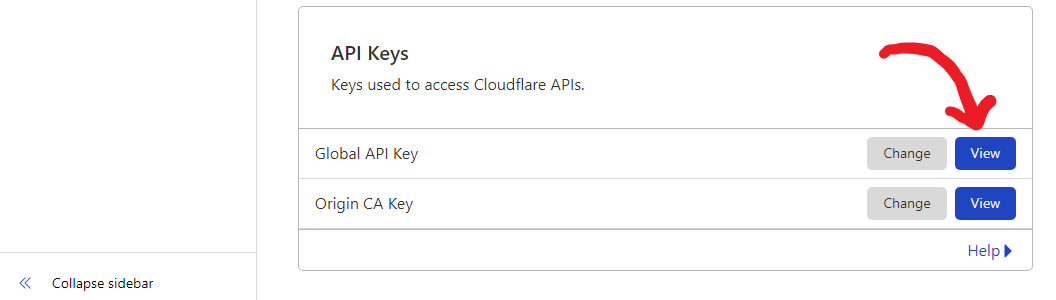 API Keys
Keys used to access Cloudflare APIs.
Global API Key Change View
Origin CA Key Change View
Help
Collapse sidebar